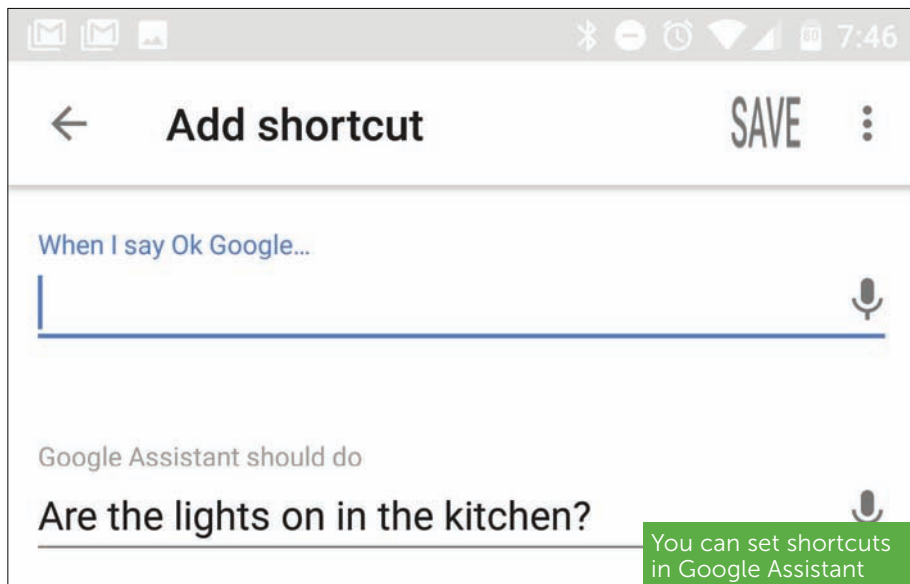 80 7:46
Add shortcut SAVE
When I say Ok Google...
Google Assistant should do
Are the lights on in the kitchen?
You can set shortcuts
in Google Assistant